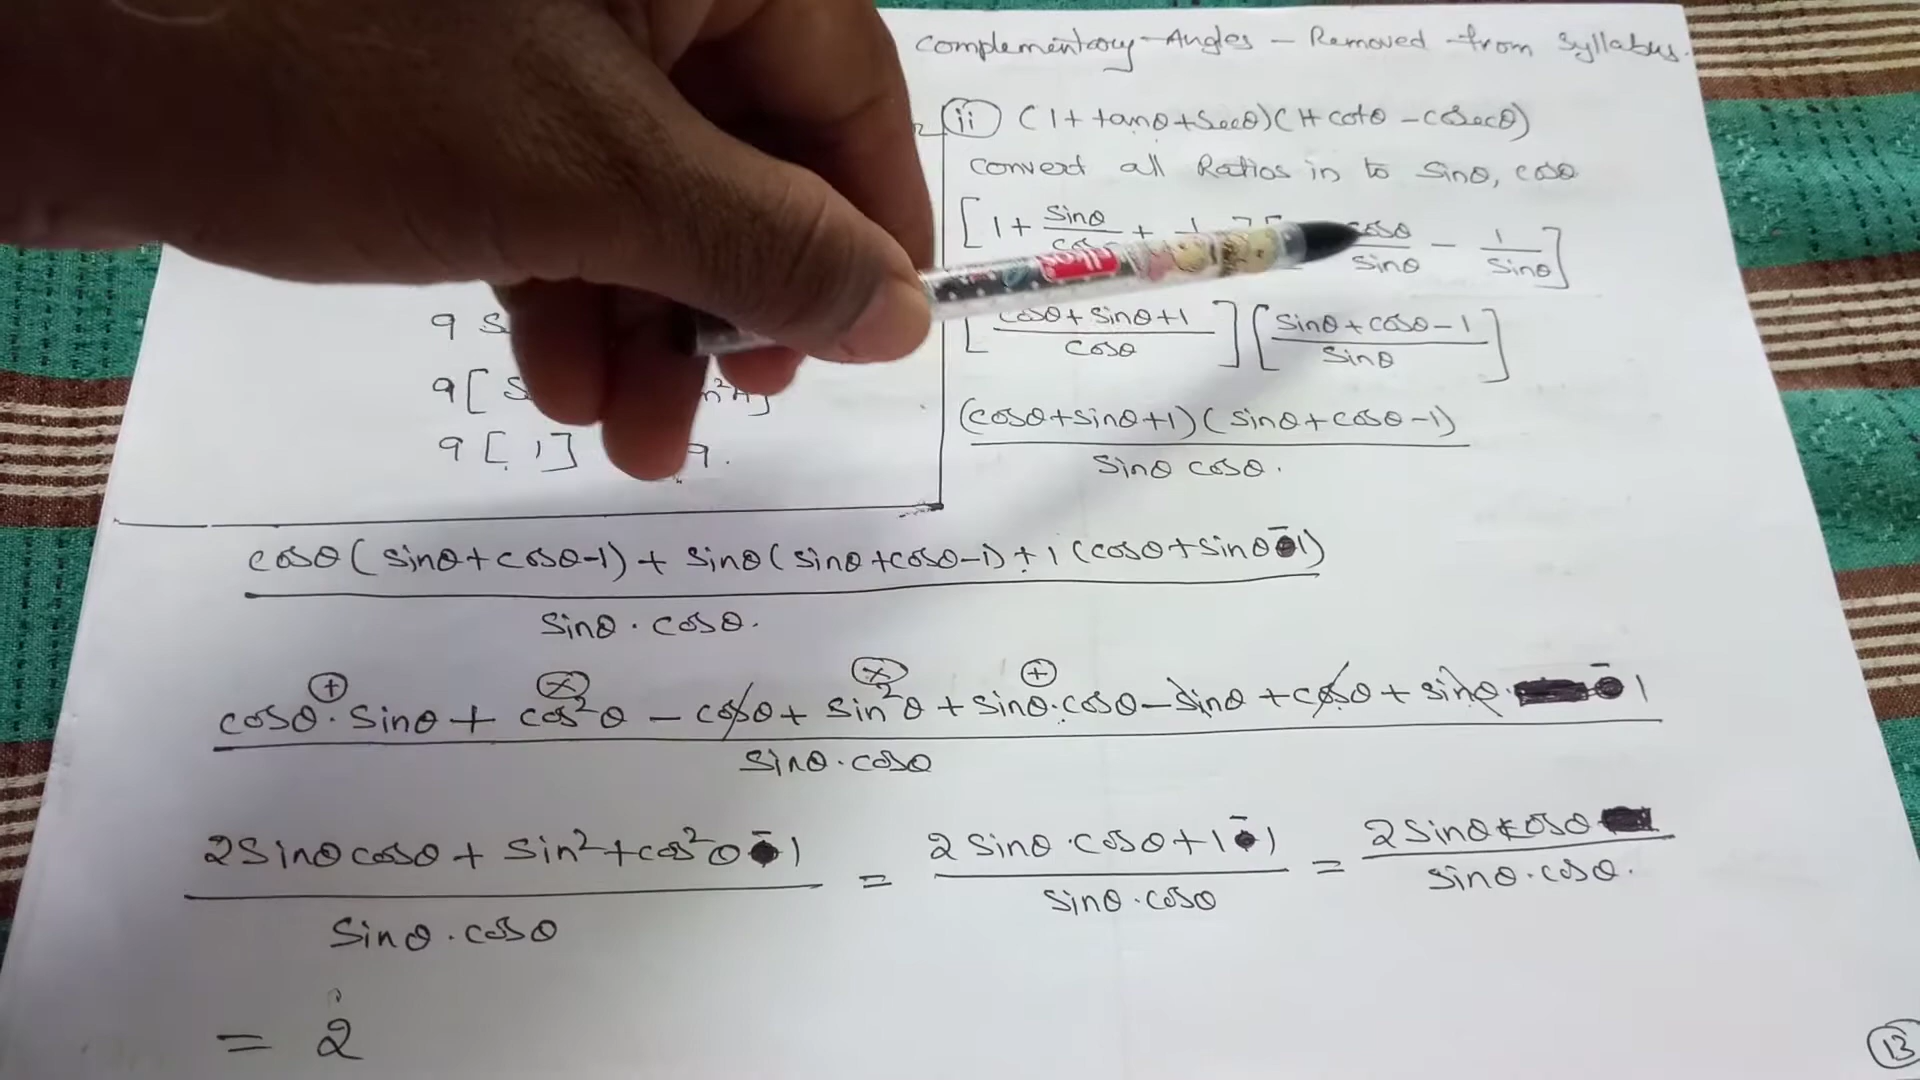 Complementary Angles - Removed from Syllabus.
(ii) (1+tanθ+Secθ)(1+cotθ-Cosecθ)
Convert all Ratios in to Sinθ, cosθ
[1+ Sinθ/ + 1 cosθ/Sinθ - 1/Sinθ]
[cosθ+Sinθ+1/Cosθ][Sinθ+cosθ-1/Sinθ]
(cosθ+sinθ+1)(Sinθ+cosθ-1)
Sinθ cosθ.
9 S
9[ S n²A]
9[1] 9.
cosθ(sinθ+cosθ-1)+sinθ(sinθ+cosθ-1)+1(cosθ+sinθ-1)
Sinθ·Cosθ.
cosθ·sinθ+cos²θ-cosθ+sin²θ+sinθ·cosθ-sinθ+cosθ+sinθ-1
Sinθ·cosθ
2Sinθcosθ+Sin²+cos²θ-1 = 2Sinθ·cosθ+1-1 = 2Sinθcosθ
Sinθ·cosθ Sinθ·cosθ Sinθ·cosθ.
= 2
13